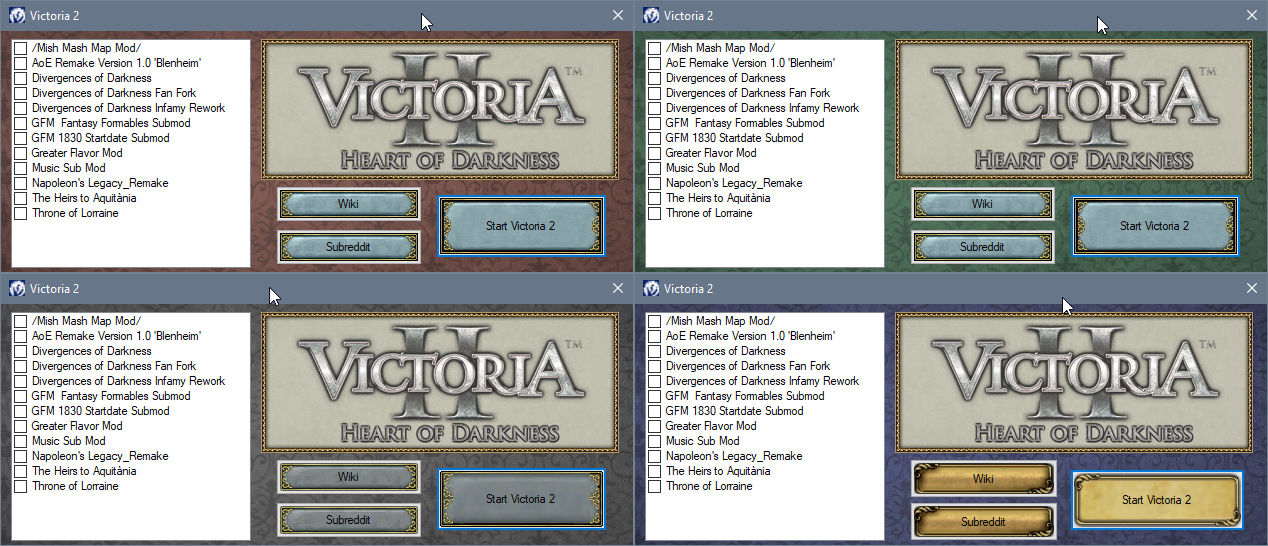 Victoria 2
/Mish Mash Map Mod/
AoE Remake Version 1.0 'Blenheim'
Divergences of Darkness
Divergences of Darkness Fan Fork
Divergences of Darkness Infamy Rework
GFM  Fantasy Formables Submod
GFM 1830 Startdate Submod
Greater Flavor Mod
Music Sub Mod
Napoleon's Legacy_Remake
The Heirs to Aquitània
Throne of Lorraine
VICTORIA II ™
HEART OF DARKNESS
Wiki
Subreddit
Start Victoria 2
Victoria 2
/Mish Mash Map Mod/
AoE Remake Version 1.0 'Blenheim'
Divergences of Darkness
Divergences of Darkness Fan Fork
Divergences of Darkness Infamy Rework
GFM  Fantasy Formables Submod
GFM 1830 Startdate Submod
Greater Flavor Mod
Music Sub Mod
Napoleon's Legacy_Remake
The Heirs to Aquitània
Throne of Lorraine
VICTORIA II ™
HEART OF DARKNESS
Wiki
Subreddit
Start Victoria 2
Victoria 2
/Mish Mash Map Mod/
AoE Remake Version 1.0 'Blenheim'
Divergences of Darkness
Divergences of Darkness Fan Fork
Divergences of Darkness Infamy Rework
GFM  Fantasy Formables Submod
GFM 1830 Startdate Submod
Greater Flavor Mod
Music Sub Mod
Napoleon's Legacy_Remake
The Heirs to Aquitània
Throne of Lorraine
VICTORIA II ™
HEART OF DARKNESS
Wiki
Subreddit
Start Victoria 2
Victoria 2
/Mish Mash Map Mod/
AoE Remake Version 1.0 'Blenheim'
Divergences of Darkness
Divergences of Darkness Fan Fork
Divergences of Darkness Infamy Rework
GFM  Fantasy Formables Submod
GFM 1830 Startdate Submod
Greater Flavor Mod
Music Sub Mod
Napoleon's Legacy_Remake
The Heirs to Aquitània
Throne of Lorraine
VICTORIA II ™
HEART OF DARKNESS
Wiki
Subreddit
Start Victoria 2